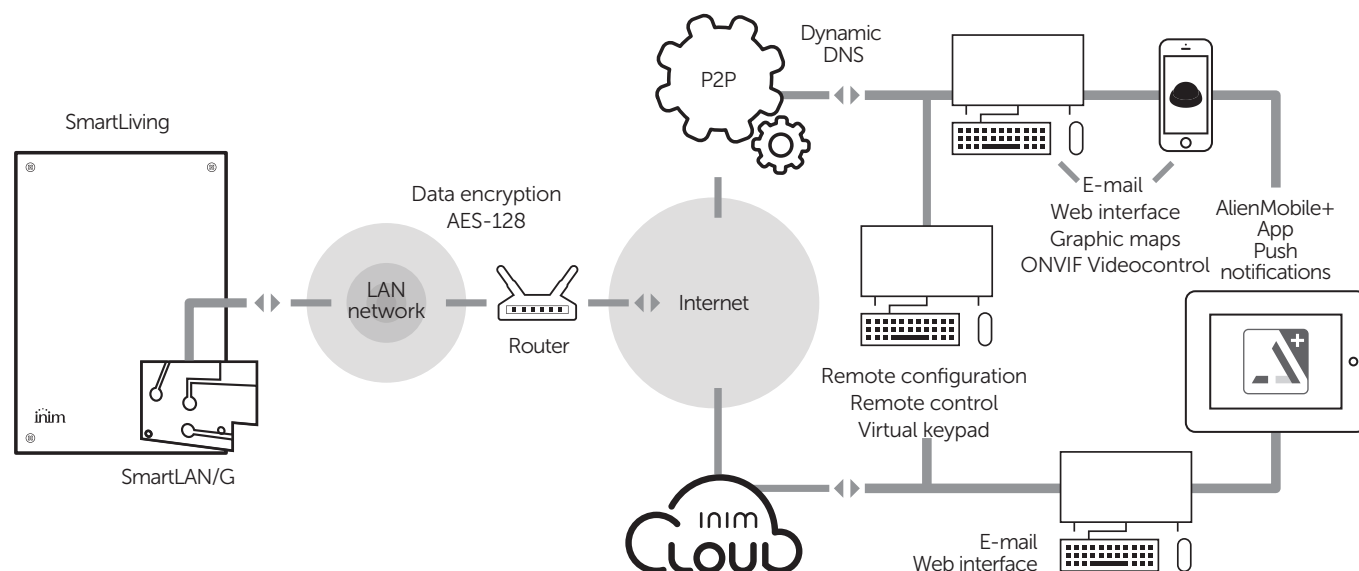 SmartLiving
inim
SmartLAN/G
LAN
network
Data encryption
AES-128
Router
Internet
P2P
Dynamic
DNS
E-mail
Web interface
Graphic maps
ONVIF Videocontrol
AlienMobile+
App
Push
notifications
Remote configuration
Remote control
Virtual keypad
inim
CLOUD
E-mail
Web interface